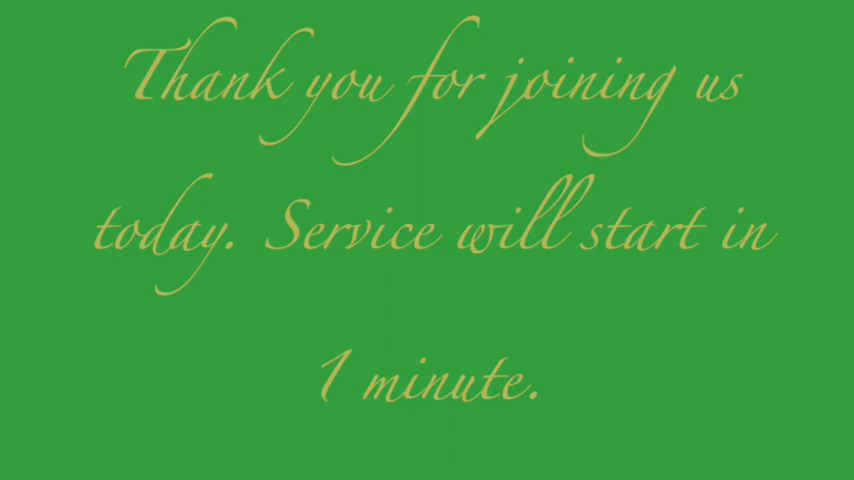 Thank you for joining us
today. Service will start in
1 minute.